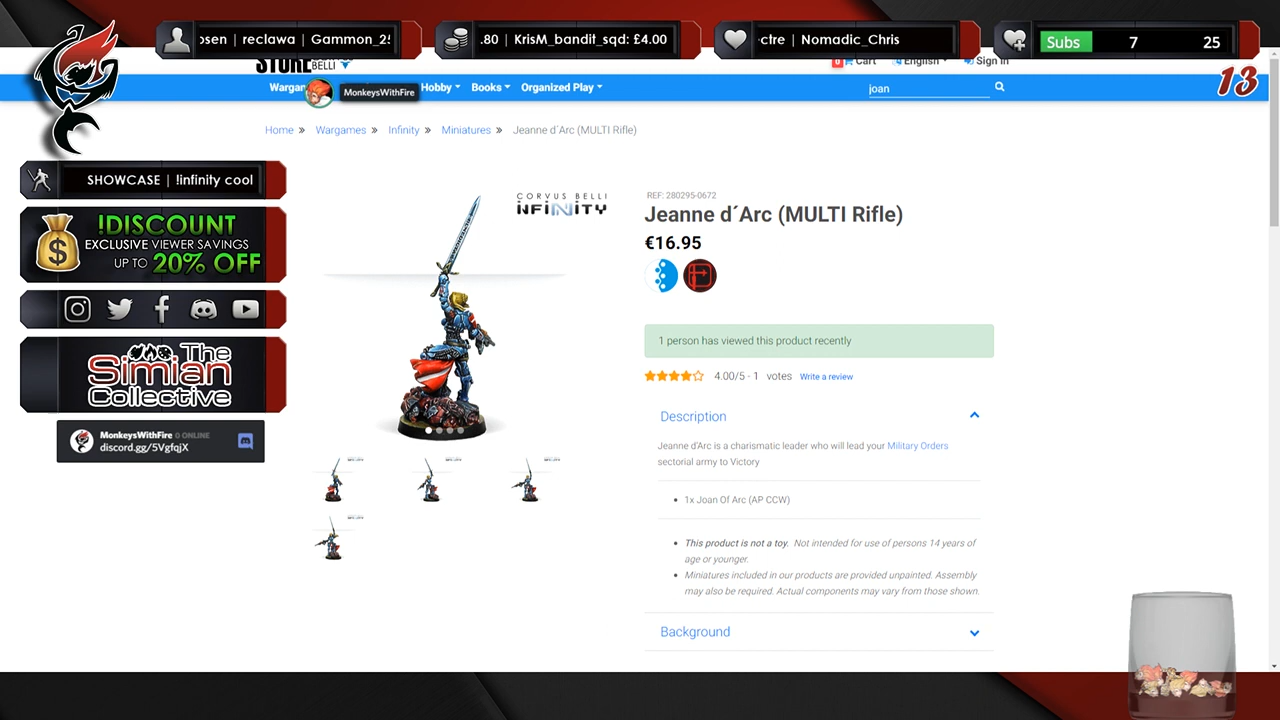 osen | reclawa | Gammon_25
.80 | KrisM_bandit_sqd: £4.00
ctre | Nomadic_Chris
Subs 7 25
STORE
BELLI
Cart English Sign In
0
MonkeysWithFire
Hobby Books Organized Play
joan
13
Home » Wargames » Infinity » Miniatures » Jeanne d´Arc (MULTI Rifle)
SHOWCASE | !infinity cool
!DISCOUNT
EXCLUSIVE VIEWER SAVINGS
UP TO 20% OFF
The
Simian
Collective
MonkeysWithFire 0 ONLINE
discord.gg/5VgfqjX
CORVUS BELLI
INFINITY
REF: 280295-0672
Jeanne d´Arc (MULTI Rifle)
€16.95
1 person has viewed this product recently
4.00/5 - 1 votes Write a review
Description
Jeanne d'Arc is a charismatic leader who will lead your Military Orders
sectorial army to Victory
1x Joan Of Arc (AP CCW)
This product is not a toy. Not intended for use of persons 14 years of
age or younger.
Miniatures included in our products are provided unpainted. Assembly
may also be required. Actual components may vary from those shown.
Background